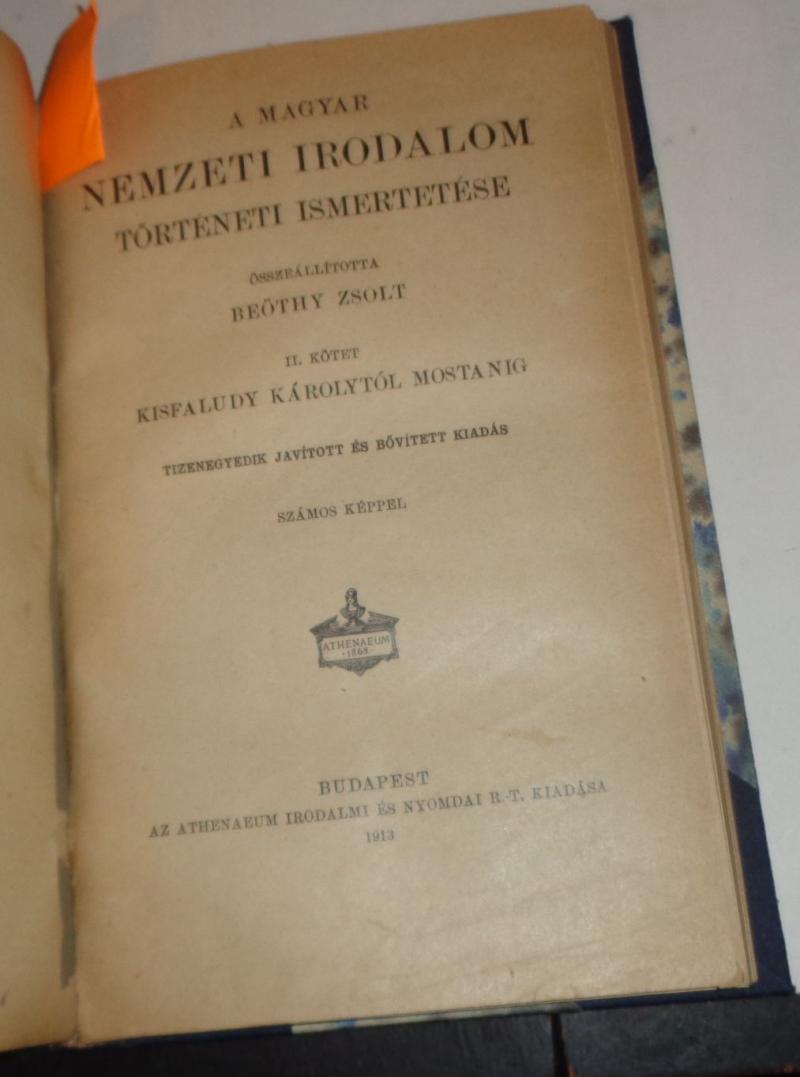 A MAGYAR
NEMZETI IRODALOM
TÖRTÉNETI ISMERTETÉSE
ÖSSZEÁLLÍTOTTA
BEÖTHY ZSOLT
II. KÖTET
KISFALUDY KÁROLYTÓL MOSTANIG
TIZENEGYEDIK JAVÍTOTT ÉS BŐVÍTETT KIADÁS
SZÁMOS KÉPPEL
ATHENAEUM
·1868·
BUDAPEST
AZ ATHENAEUM IRODALMI ÉS NYOMDAI R.-T. KIADÁSA
1913